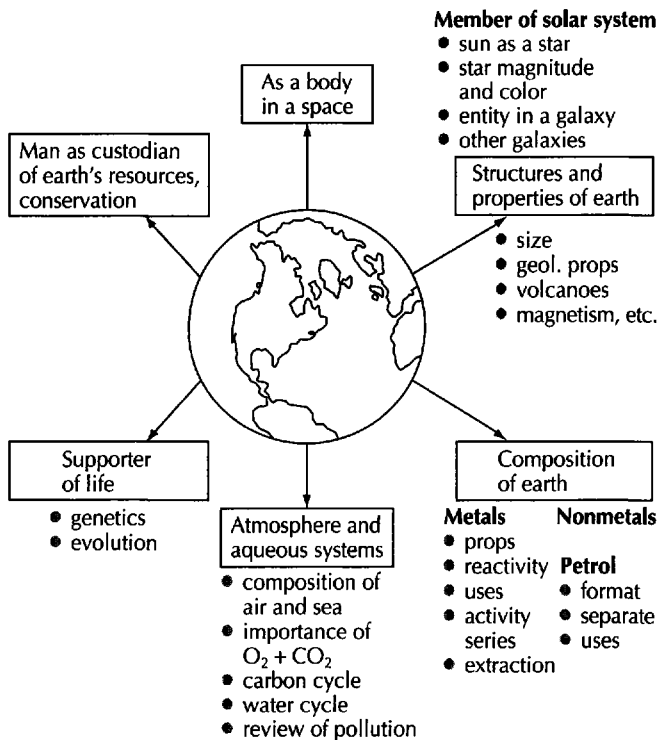 Member of solar system
● sun as a star
● star magnitude
and color
● entity in a galaxy
● other galaxies
As a body
in a space
Man as custodian
of earth's resources,
conservation
Structures and
properties of earth
● size
● geol. props
● volcanoes
● magnetism, etc.
Supporter
of life
● genetics
● evolution
Atmosphere and
aqueous systems
● composition of
air and sea
● importance of
O₂ + CO₂
● carbon cycle
● water cycle
● review of pollution
Composition
of earth
Metals
● props
● reactivity
● uses
● activity
series
● extraction
Nonmetals
Petrol
● format
● separate
● uses